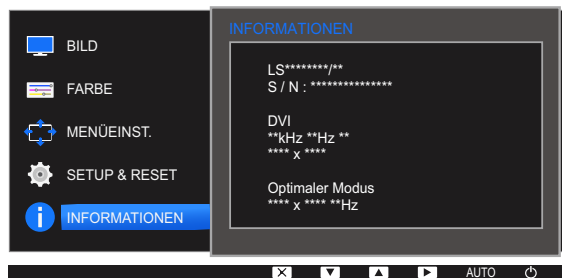 BILD
FARBE
MENÜEINST.
SETUP & RESET
INFORMATIONEN
INFORMATIONEN
LS********/**
S / N : ***************
DVI
**kHz **Hz **
**** x ****
Optimaler Modus
**** x **** **Hz
AUTO